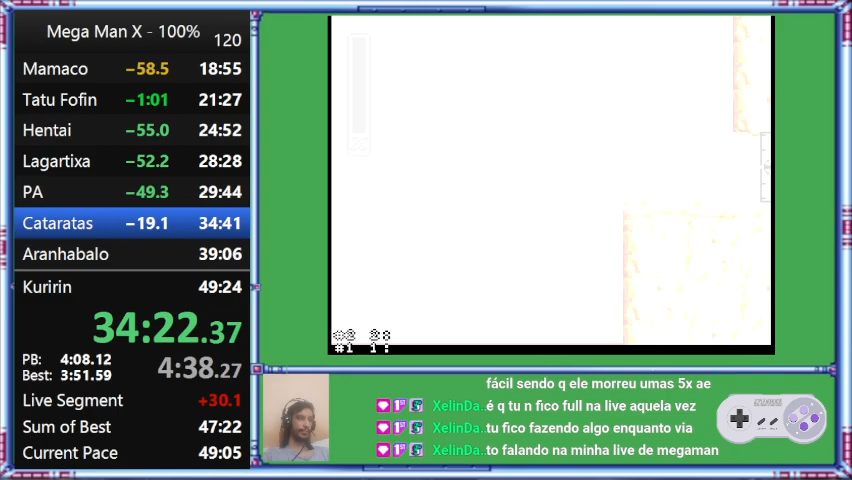 Mega Man X - 100%
120
Mamaco -58.5 18:55
Tatu Fofin -1:01 21:27
Hentai -55.0 24:52
Lagartixa -52.2 28:28
PA -49.3 29:44
Cataratas -19.1 34:41
Aranhabalo 39:06
Kuririn 49:24
34:22.37
PB: 4:08.12
Best: 3:51.59
4:38.27
Live Segment +30.1
Sum of Best 47:22
Current Pace 49:05
#1 1:
fácil sendo q ele morreu umas 5x ae
XelinDa.. é q tu n fico full na live aquela vez
XelinDa.. tu fico fazendo algo enquanto via
XelinDa.. to falando na minha live de megaman